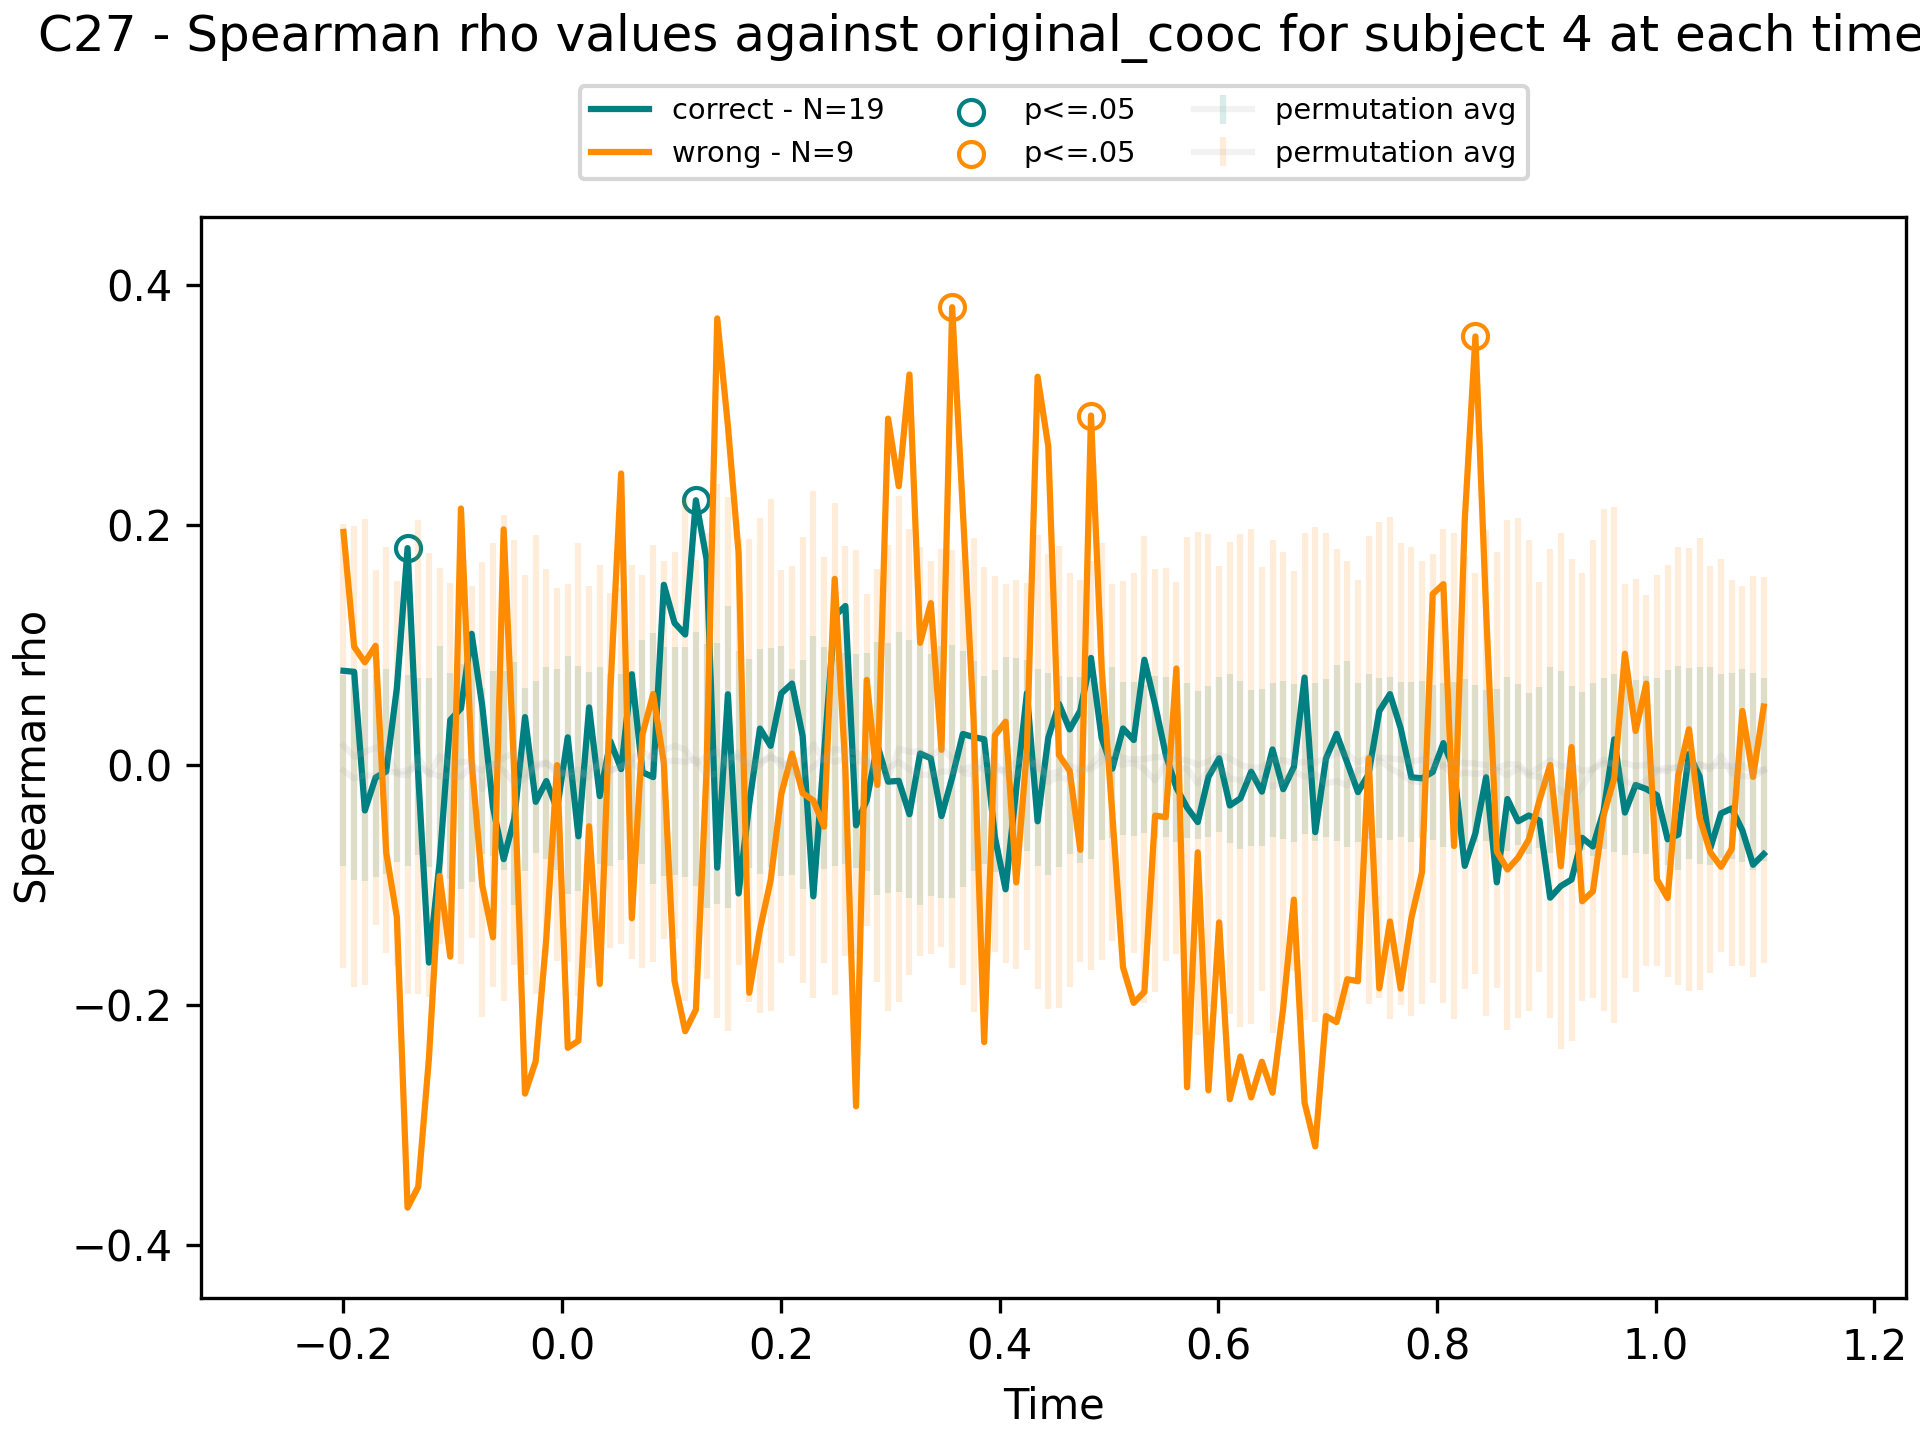 C27 - Spearman rho values against original_cooc for subject 4 at each time
correct - N=19
wrong - N=9
p<=.05
p<=.05
permutation avg
permutation avg
0.4
0.2
0.0
−0.2
−0.4
Spearman rho
−0.2 0.0 0.2 0.4 0.6 0.8 1.0 1.2
Time